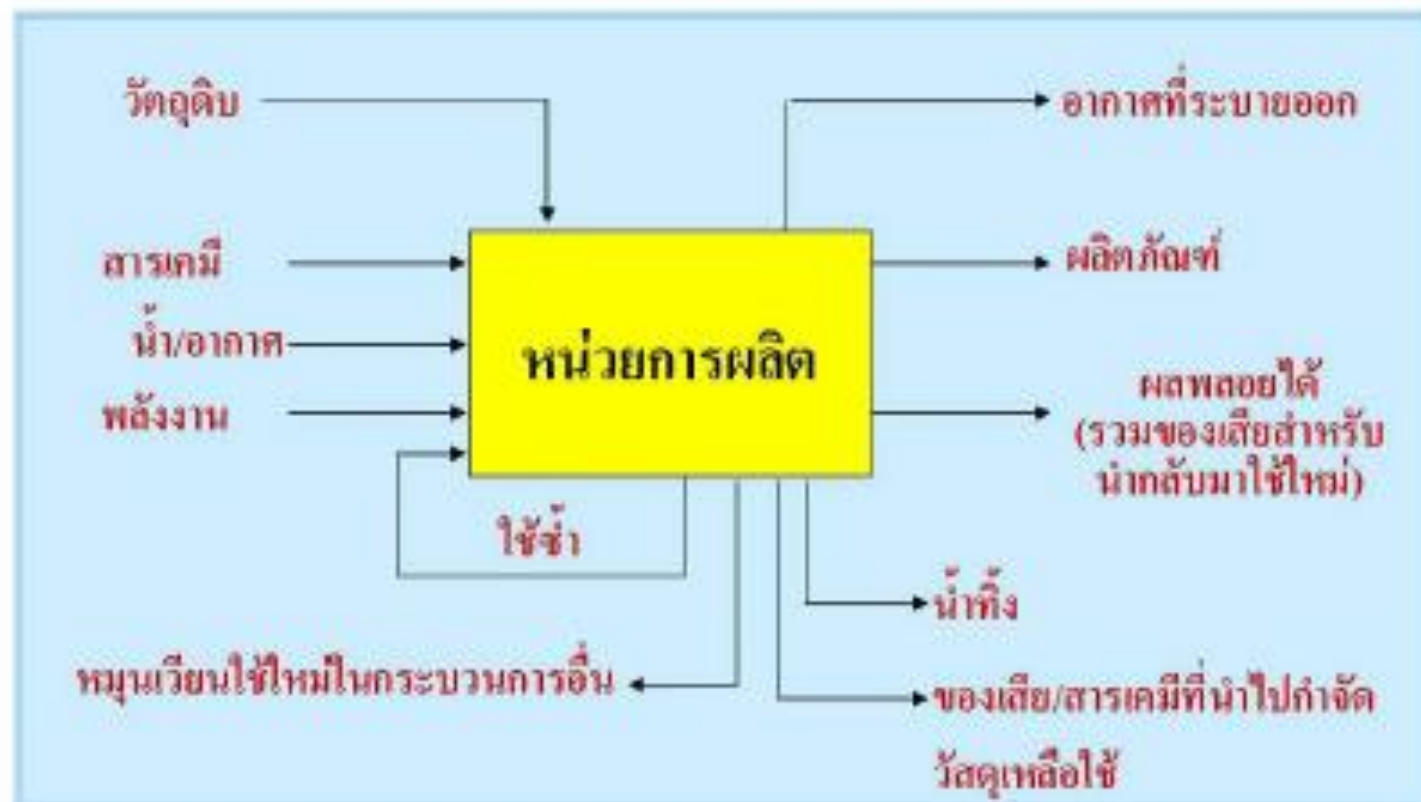 วัตถุดิบ
อากาศที่ระบายออก
สารเคมี
ผลิตภัณฑ์
น้ำ/อากาศ
หน่วยการผลิต
พลังงาน
ผลพลอยได้
(รวมของเสียสำหรับ
นำกลับมาใช้ใหม่)
ใช้ซ้ำ
น้ำทิ้ง
หมุนเวียนใช้ใหม่ในกระบวนการอื่น
ของเสีย/สารเคมีที่นำไปกำจัด
วัสดุเหลือใช้